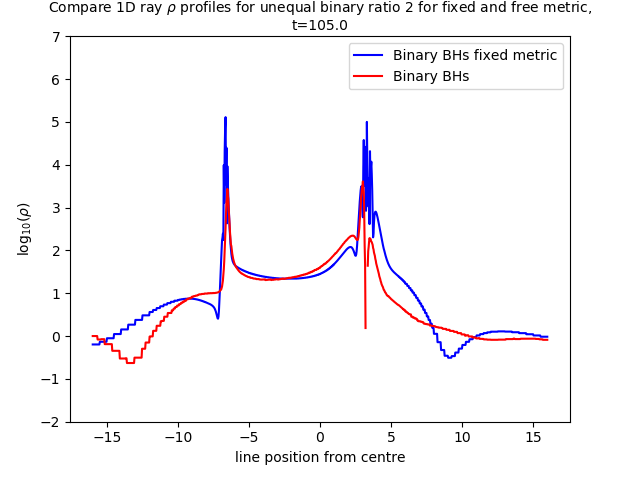 Compare 1D ray ρ profiles for unequal binary ratio 2 for fixed and free metric,
t=105.0
Binary BHs fixed metric
Binary BHs
log₁₀(ρ)
7
6
5
4
3
2
1
0
−1
−2
−15
−10
−5
0
5
10
15
line position from centre